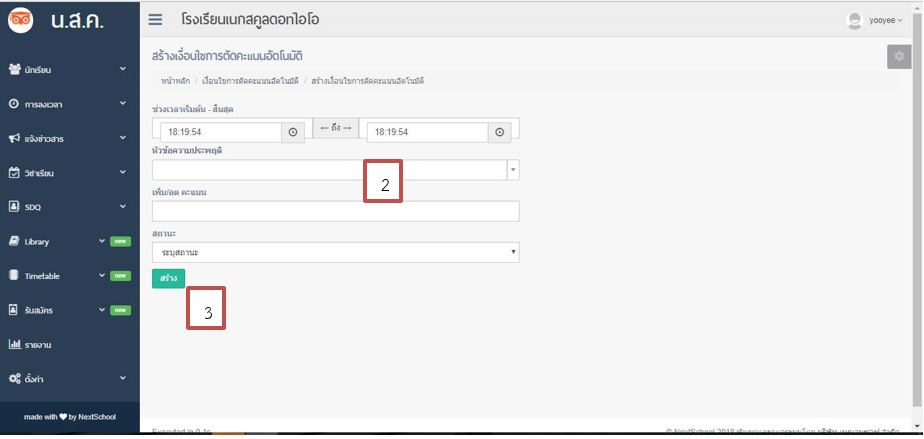 น.ส.ค.
โรงเรียนเนกสคูลดอทไอโอ
yooyee
สร้างเงื่อนไขการตัดคะแนนอัตโนมัติ
หน้าหลัก / เงื่อนไขการตัดคะแนนอัตโนมัติ / สร้างเงื่อนไขการตัดคะแนนอัตโนมัติ
นักเรียน
การลงเวลา
แจ้งข่าวสาร
วิชาเรียน
SDQ
Library new
Timetable new
รับสมัคร new
รายงาน
ตั้งค่า
made with ❤ by NextSchool
ช่วงเวลาเริ่มต้น - สิ้นสุด
18:19:54 ← ถึง → 18:19:54
หัวข้อความประพฤติ
2
เพิ่ม/ลด คะแนน
สถานะ
ระบุสถานะ
สร้าง
3
Executed in 0.1s
© NextSchool 2018